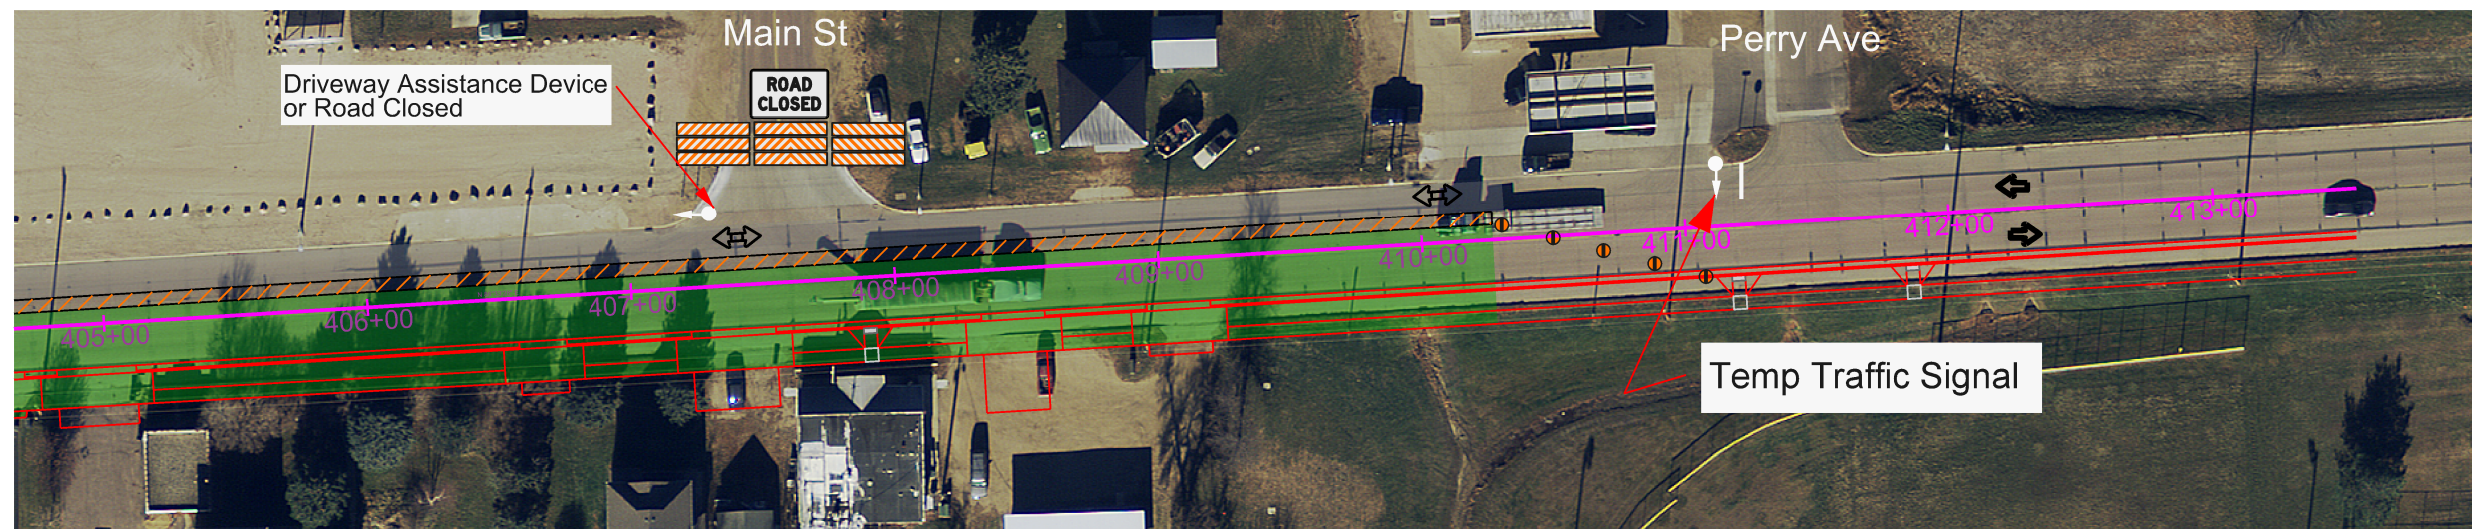 Main St
Perry Ave
Driveway Assistance Device
or Road Closed
ROAD
CLOSED
405+00
406+00
407+00
408+00
409+00
410+00
411+00
412+00
413+00
Temp Traffic Signal